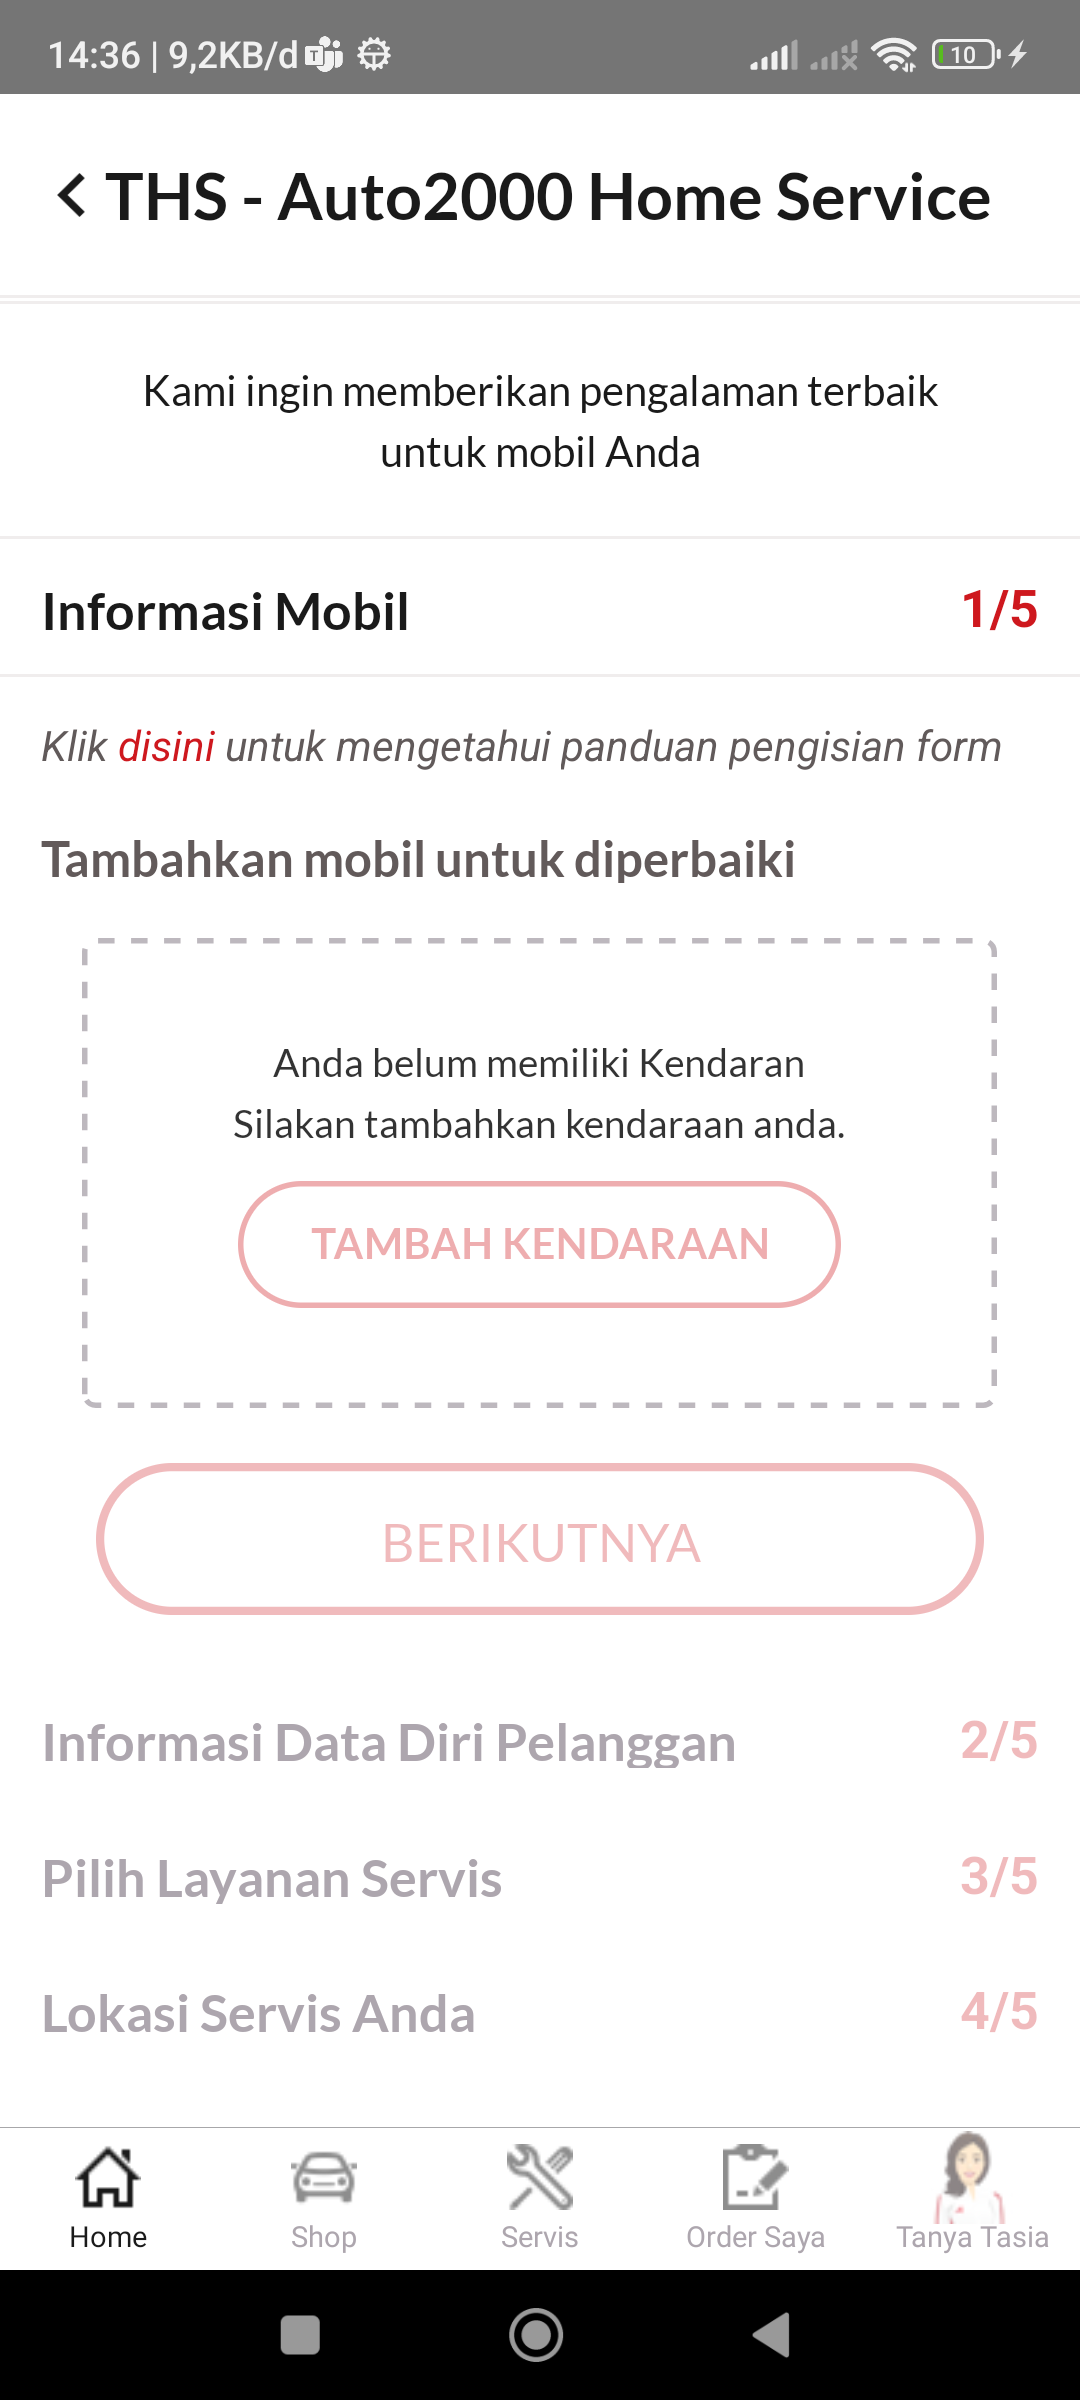 14:36 | 9,2KB/d
10
THS - Auto2000 Home Service
Kami ingin memberikan pengalaman terbaik
untuk mobil Anda
Informasi Mobil 1/5
Klik disini untuk mengetahui panduan pengisian form
Tambahkan mobil untuk diperbaiki
Anda belum memiliki Kendaran
Silakan tambahkan kendaraan anda.
TAMBAH KENDARAAN
BERIKUTNYA
Informasi Data Diri Pelanggan 2/5
Pilih Layanan Servis 3/5
Lokasi Servis Anda 4/5
Home Shop Servis Order Saya Tanya Tasia